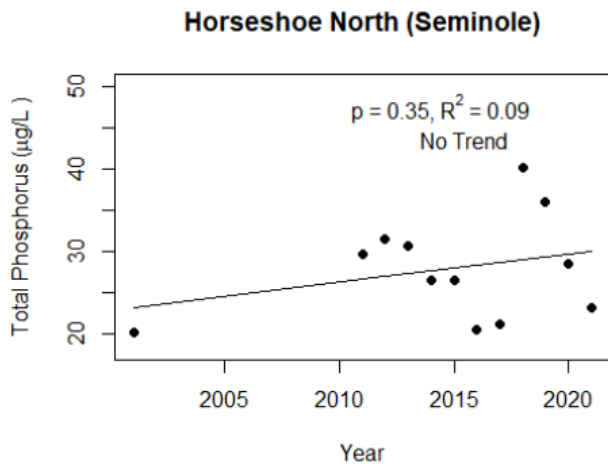 Horseshoe North (Seminole)
p = 0.35, R² = 0.09
No Trend
Total Phosphorus (µg/L )
50
40
30
20
2005 2010 2015 2020
Year